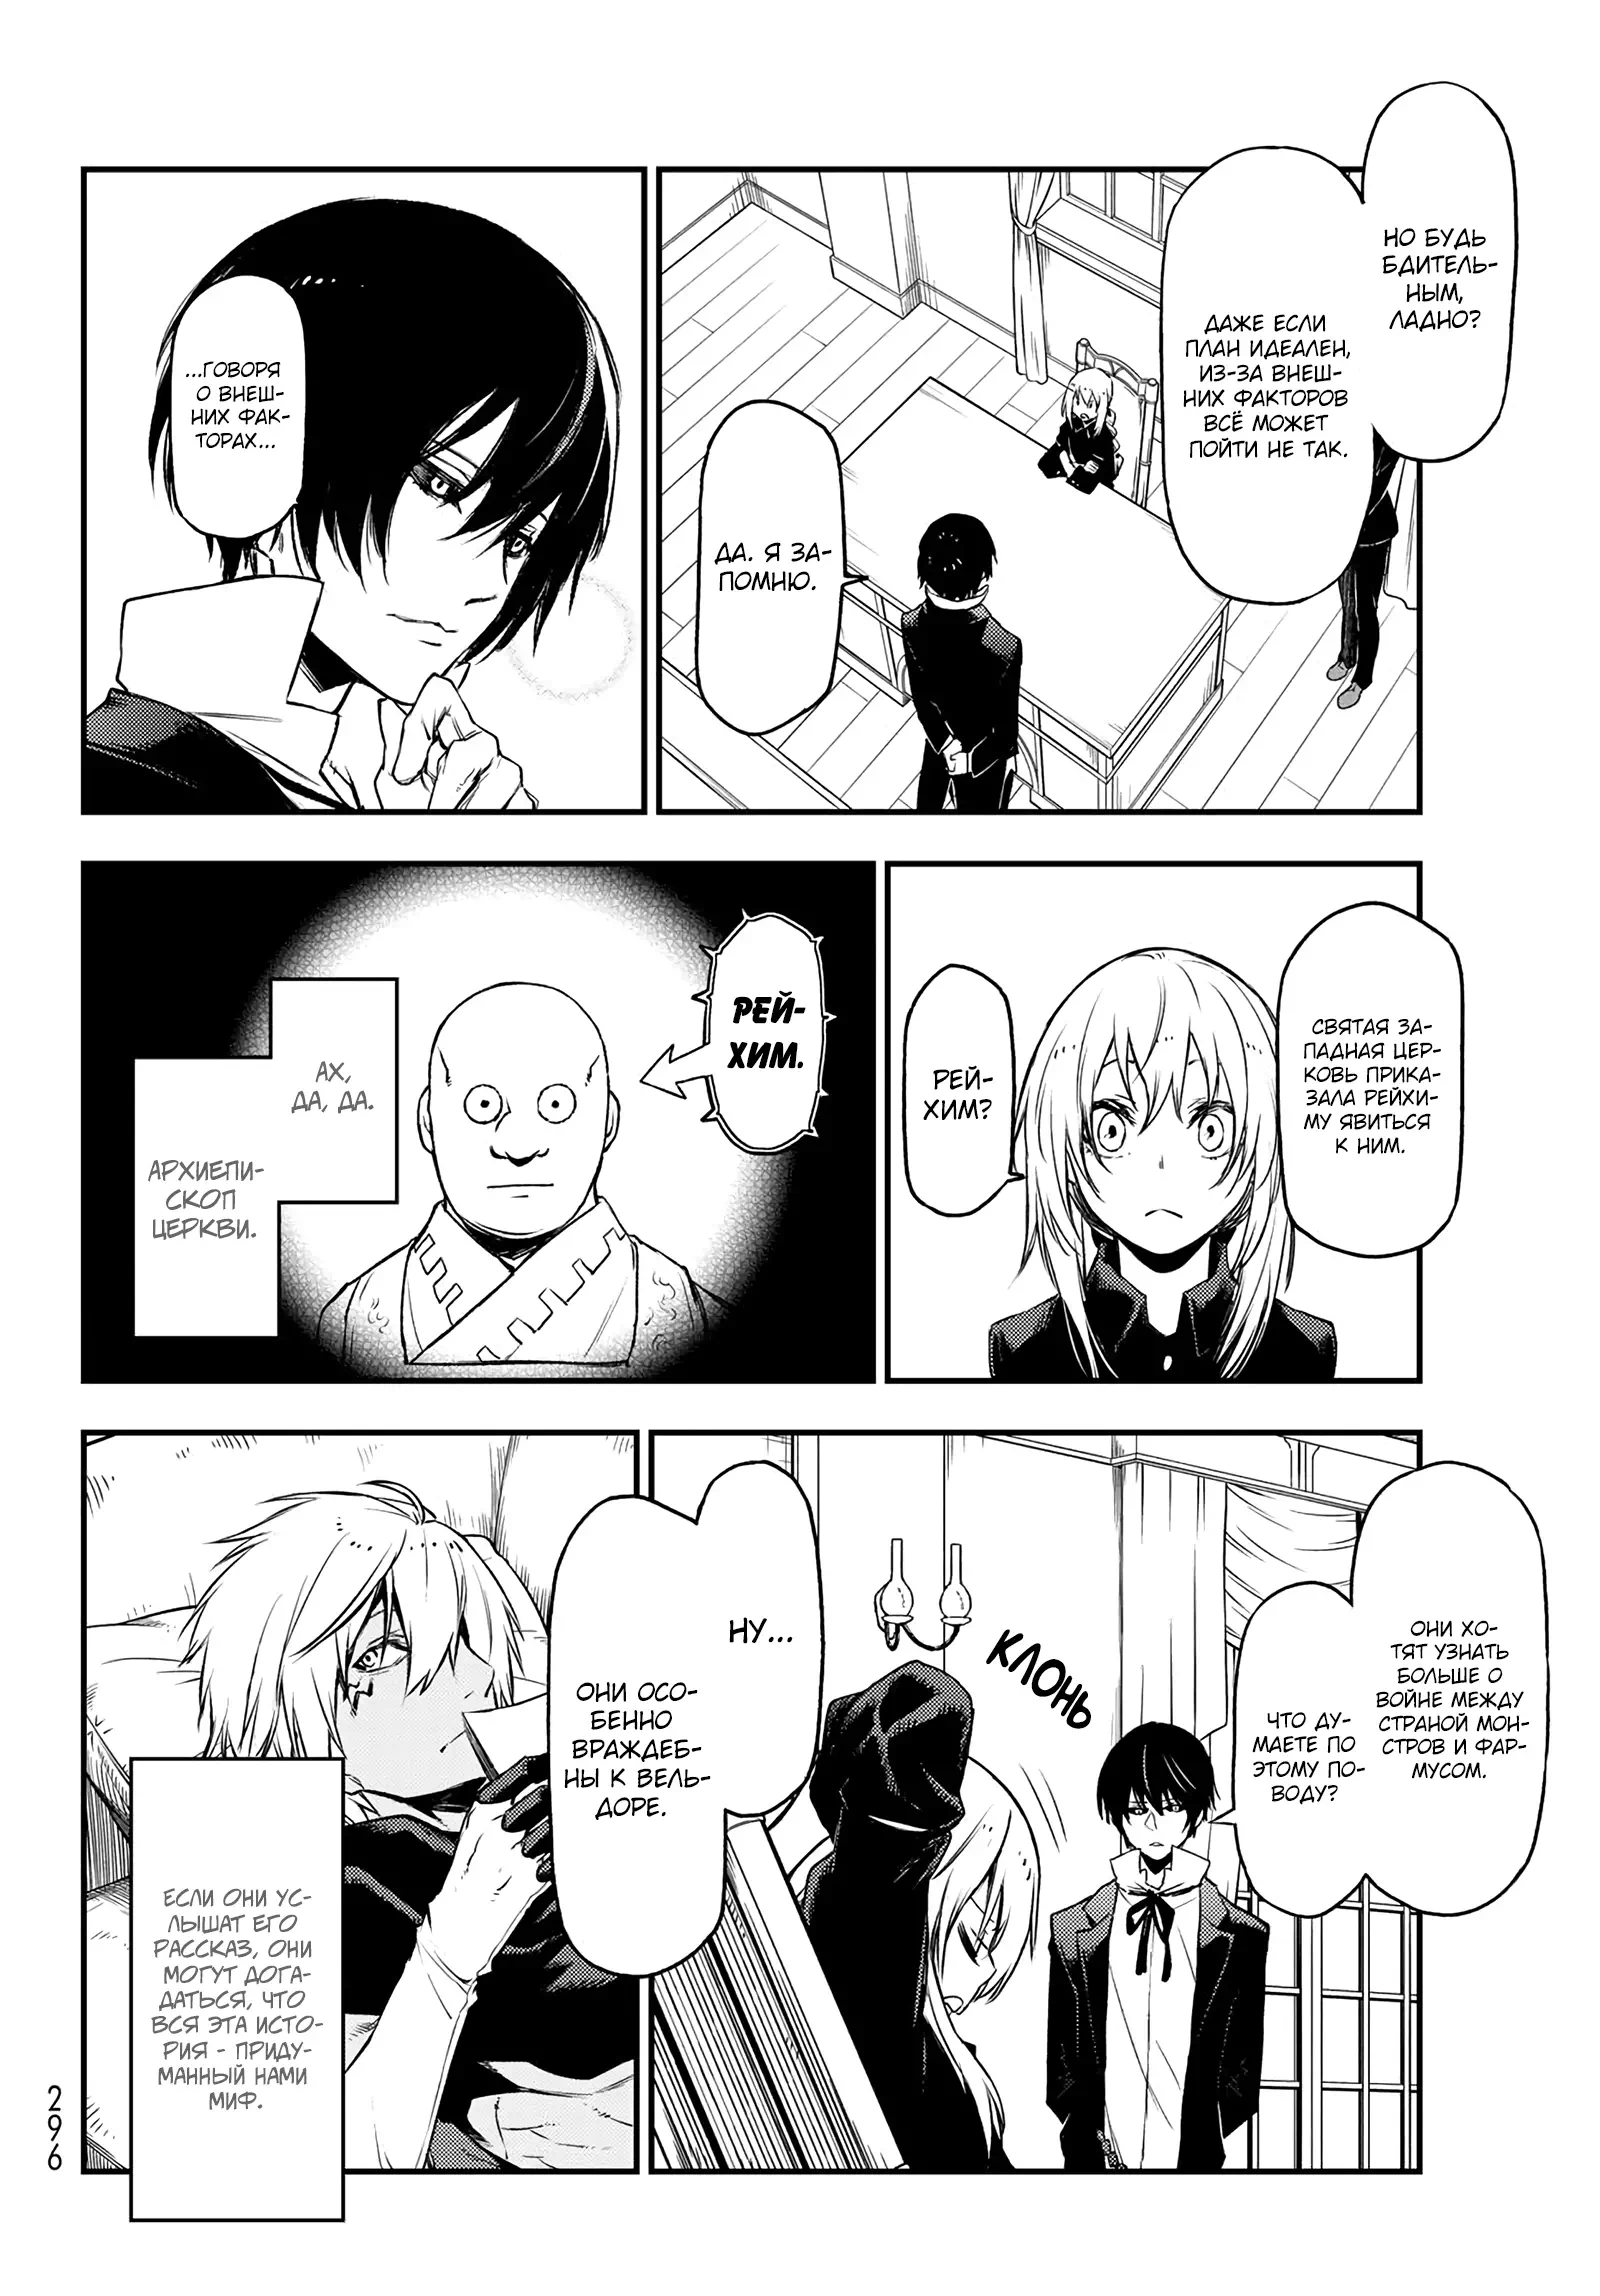 НО БУДЬ
БДИТЕЛЬ-
НЫМ,
ЛАДНО?
ДАЖЕ ЕСЛИ
ПЛАН ИДЕАЛЕН,
ИЗ-ЗА ВНЕШ-
НИХ ФАКТОРОВ
ВСЁ МОЖЕТ
ПОЙТИ НЕ ТАК.
ДА. Я ЗА-
ПОМНЮ.
...ГОВОРЯ
О ВНЕШ-
НИХ ФАК-
ТОРАХ...
СВЯТАЯ ЗА-
ПАДНАЯ ЦЕР-
КОВЬ ПРИКА-
ЗАЛА РЕЙХИ-
МУ ЯВИТЬСЯ
К НИМ.
РЕЙ-
ХИМ?
РЕЙ-
ХИМ.
АХ,
ДА, ДА.
АРХИЕПИ-
СКОП
ЦЕРКВИ.
ОНИ ХО-
ТЯТ УЗНАТЬ
БОЛЬШЕ О
ВОЙНЕ МЕЖДУ
СТРАНОЙ МОН-
СТРОВ И ФАР-
МУСОМ.
ЧТО ДУ-
МАЕТЕ ПО
ЭТОМУ ПО-
ВОДУ?
КЛОНЬ
НУ...
ОНИ ОСО-
БЕННО
ВРАЖДЕБ-
НЫ К ВЕЛЬ-
ДОРЕ.
ЕСЛИ ОНИ УС-
ЛЫШАТ ЕГО
РАССКАЗ, ОНИ
МОГУТ ДОГА-
ДАТЬСЯ, ЧТО
ВСЯ ЭТА ИСТО-
РИЯ - ПРИДУ-
МАННЫЙ НАМИ
МИФ.
296